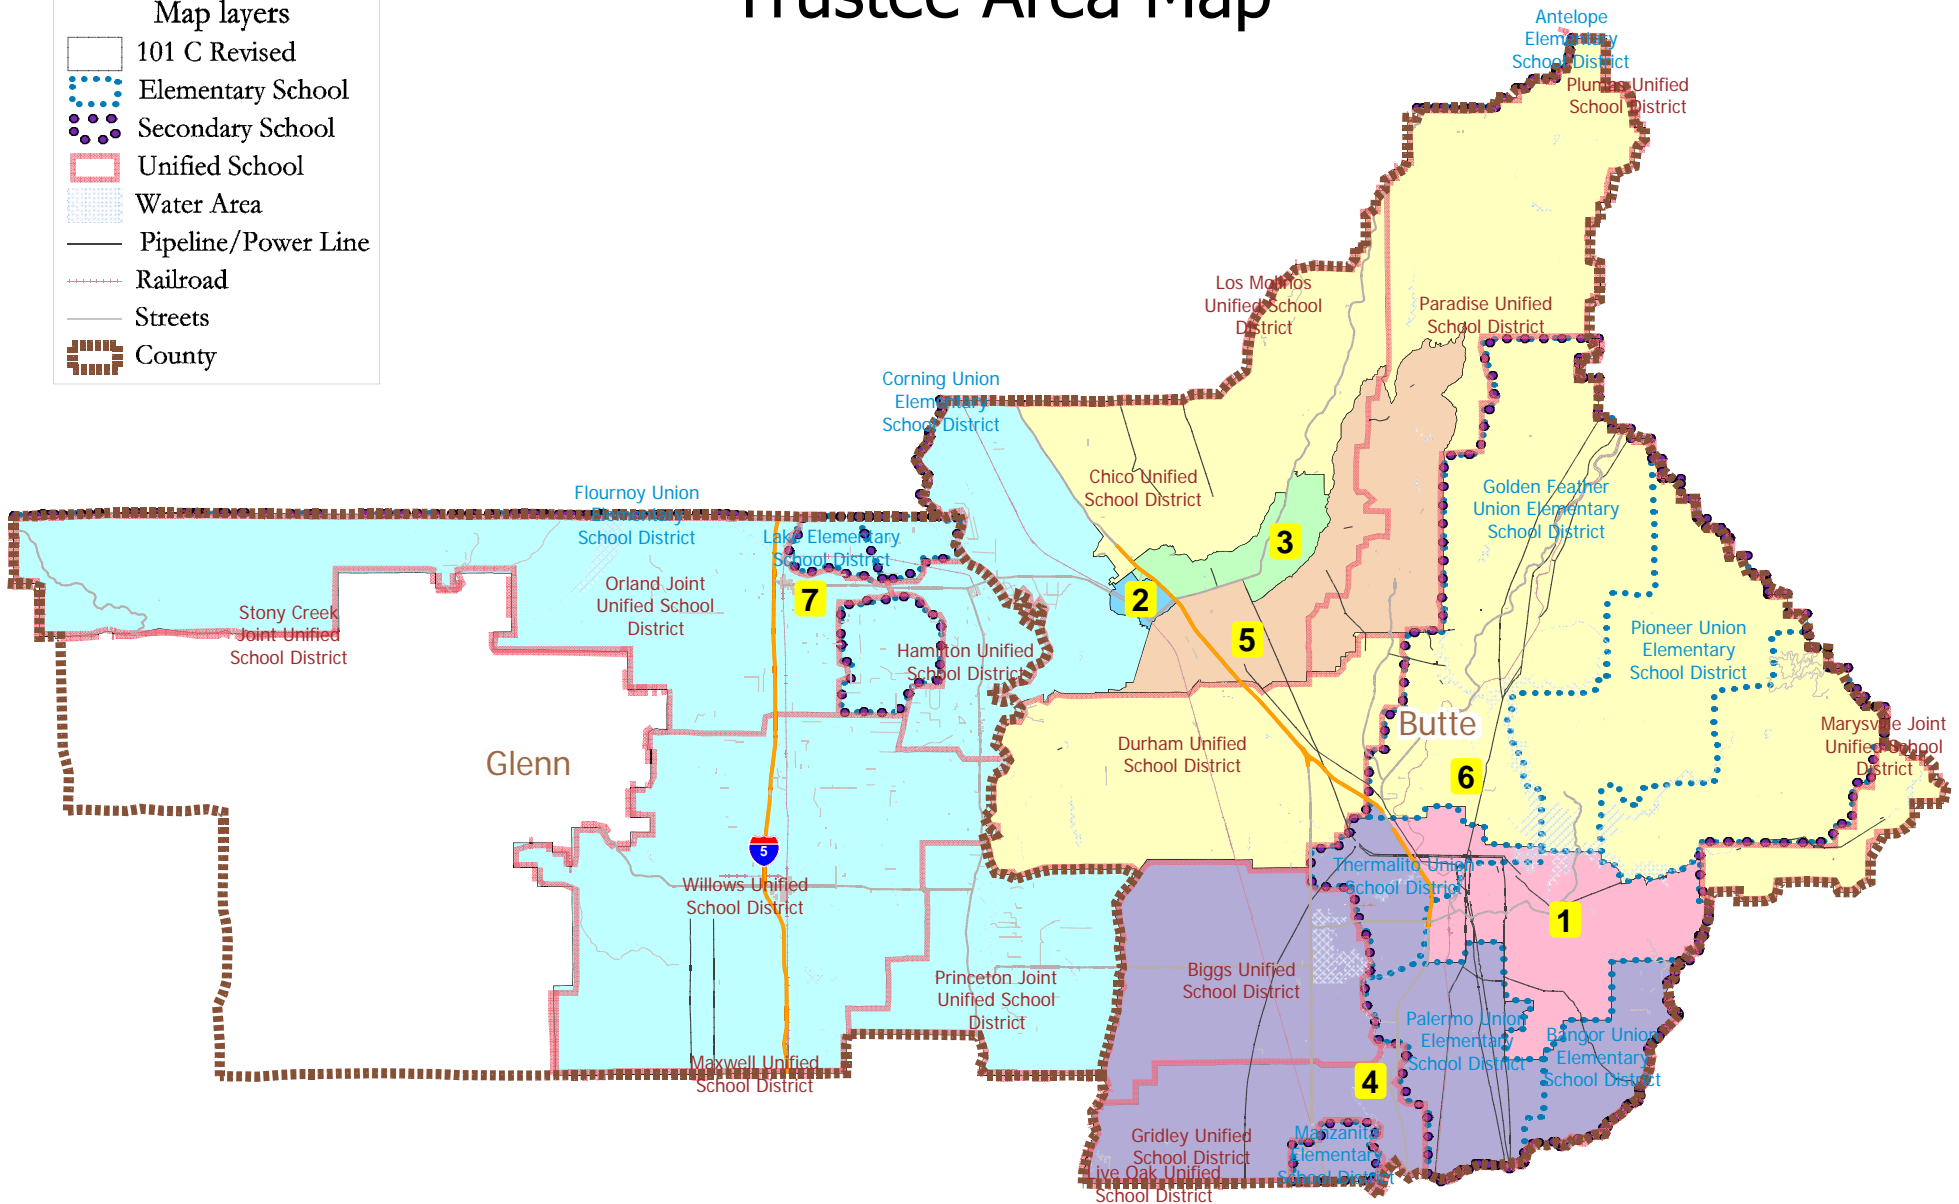 Trustee Area Map
Map layers
101 C Revised
Elementary School
Secondary School
Unified School
Water Area
Pipeline/Power Line
Railroad
Streets
County
Antelope
Elementary
School District
Plumas Unified
School District
Los Molinos
Unified School
District
Paradise Unified
School District
Corning Union
Elementary
School District
Chico Unified
School District
Golden Feather
Union Elementary
School District
Flournoy Union
Elementary
School District
Lake Elementary
School District
3
Orland Joint
Unified School
District
7
2
Stony Creek
Joint Unified
School District
5
Hamilton Unified
School District
Pioneer Union
Elementary
School District
Glenn
Butte
Durham Unified
School District
6
Marysville Joint
Unified School
District
5
Willows Unified
School District
Thermalito Union
School District
1
Princeton Joint
Unified School
District
Biggs Unified
School District
Palermo Union
Elementary
School District
Bangor Union
Elementary
School District
Maxwell Unified
School District
4
Gridley Unified
School District
Manzanita
Elementary
School District
Live Oak Unified
School District